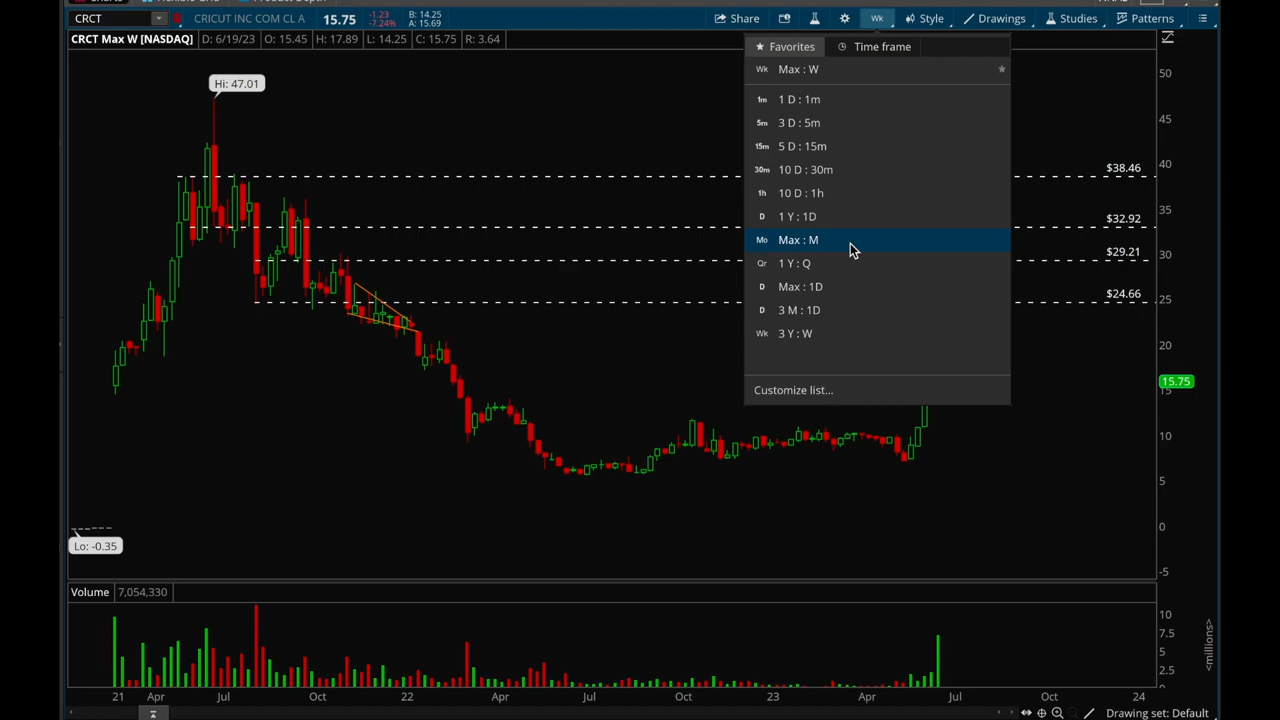 CRCT
CRICUT INC COM CL A
15.75
-1.23
-7.24%
B: 14.25
A: 15.69
Share
Wk
Style
Drawings
Studies
Patterns
CRCT Max W [NASDAQ]
D: 6/19/23
O: 15.45
H: 17.89
L: 14.25
C: 15.75
R: 3.64
Favorites
Time frame
Wk Max : W
1m 1 D : 1m
5m 3 D : 5m
15m 5 D : 15m
30m 10 D : 30m
1h 10 D : 1h
D 1 Y : 1D
Mo Max : M
Qr 1 Y : Q
D Max : 1D
D 3 M : 1D
Wk 3 Y : W
Customize list...
Hi: 47.01
$38.46
$32.92
$29.21
$24.66
50
45
40
35
30
25
20
15.75
15
10
5
0
-5
Lo: -0.35
Volume
7,054,330
10
7.5
5
2.5
<millions>
21 Apr Jul Oct 22 Apr Jul Oct 23 Apr Jul Oct 24
Drawing set: Default